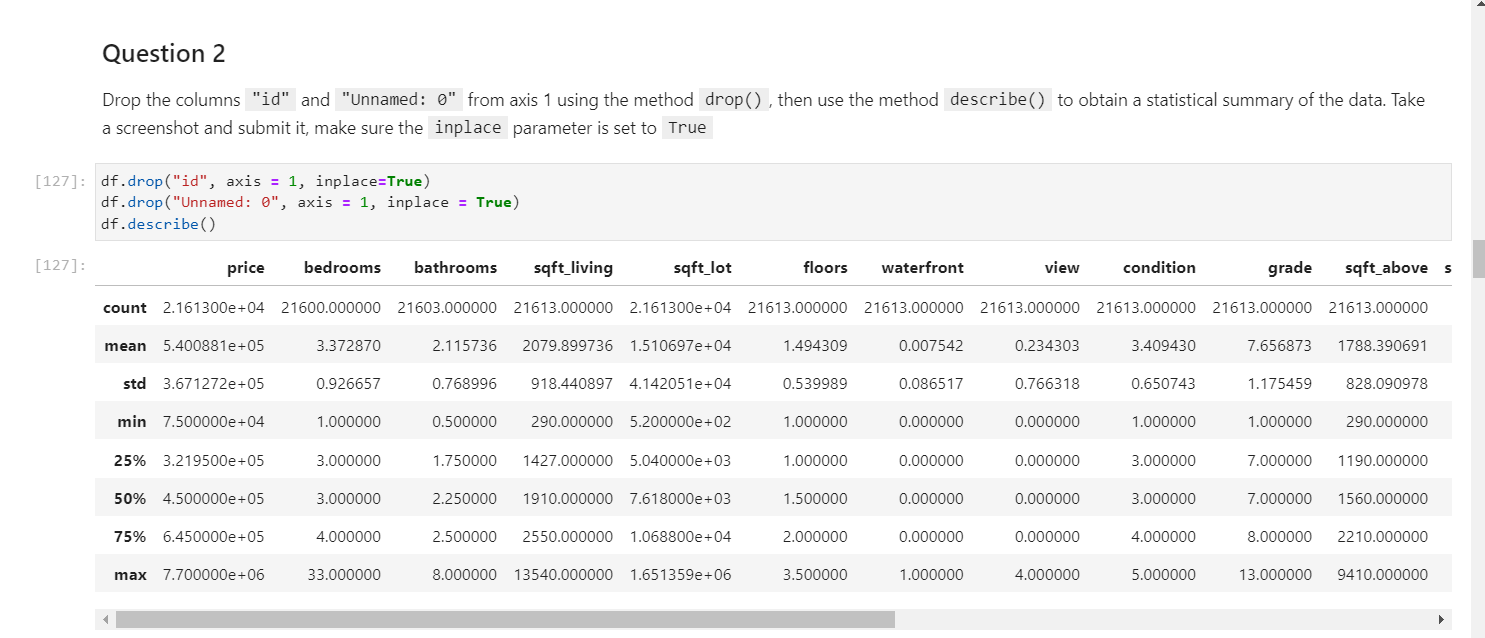 Question 2
Drop the columns "id" and "Unnamed: 0" from axis 1 using the method drop(), then use the method describe() to obtain a statistical summary of the data. Take
a screenshot and submit it, make sure the inplace parameter is set to True
[127]: df.drop("id", axis = 1, inplace=True)
df.drop("Unnamed: 0", axis = 1, inplace = True)
df.describe()
[127]: price bedrooms bathrooms sqft_living sqft_lot floors waterfront view condition grade sqft_above s
count 2.161300e+04 21600.000000 21603.000000 21613.000000 2.161300e+04 21613.000000 21613.000000 21613.000000 21613.000000 21613.000000 21613.000000
mean 5.400881e+05 3.372870 2.115736 2079.899736 1.510697e+04 1.494309 0.007542 0.234303 3.409430 7.656873 1788.390691
std 3.671272e+05 0.926657 0.768996 918.440897 4.142051e+04 0.539989 0.086517 0.766318 0.650743 1.175459 828.090978
min 7.500000e+04 1.000000 0.500000 290.000000 5.200000e+02 1.000000 0.000000 0.000000 1.000000 1.000000 290.000000
25% 3.219500e+05 3.000000 1.750000 1427.000000 5.040000e+03 1.000000 0.000000 0.000000 3.000000 7.000000 1190.000000
50% 4.500000e+05 3.000000 2.250000 1910.000000 7.618000e+03 1.500000 0.000000 0.000000 3.000000 7.000000 1560.000000
75% 6.450000e+05 4.000000 2.500000 2550.000000 1.068800e+04 2.000000 0.000000 0.000000 4.000000 8.000000 2210.000000
max 7.700000e+06 33.000000 8.000000 13540.000000 1.651359e+06 3.500000 1.000000 4.000000 5.000000 13.000000 9410.000000